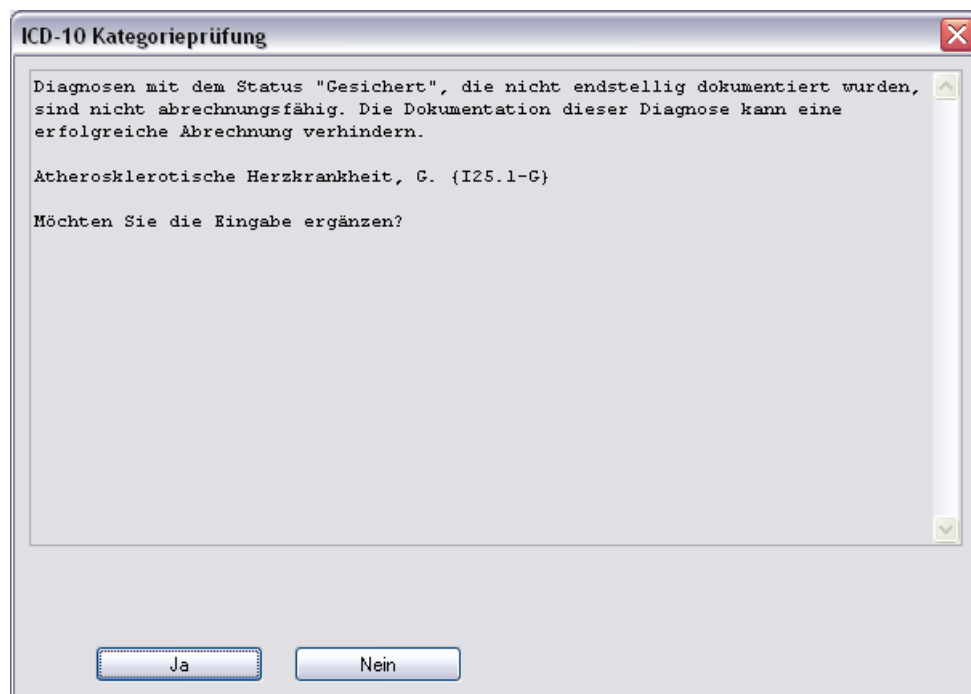 ICD-10 Kategorieprüfung
Diagnosen mit dem Status "Gesichert", die nicht endstellig dokumentiert wurden,
sind nicht abrechnungsfähig. Die Dokumentation dieser Diagnose kann eine
erfolgreiche Abrechnung verhindern.
Atherosklerotische Herzkrankheit, G. {I25.1-G}
Möchten Sie die Eingabe ergänzen?
Ja
Nein